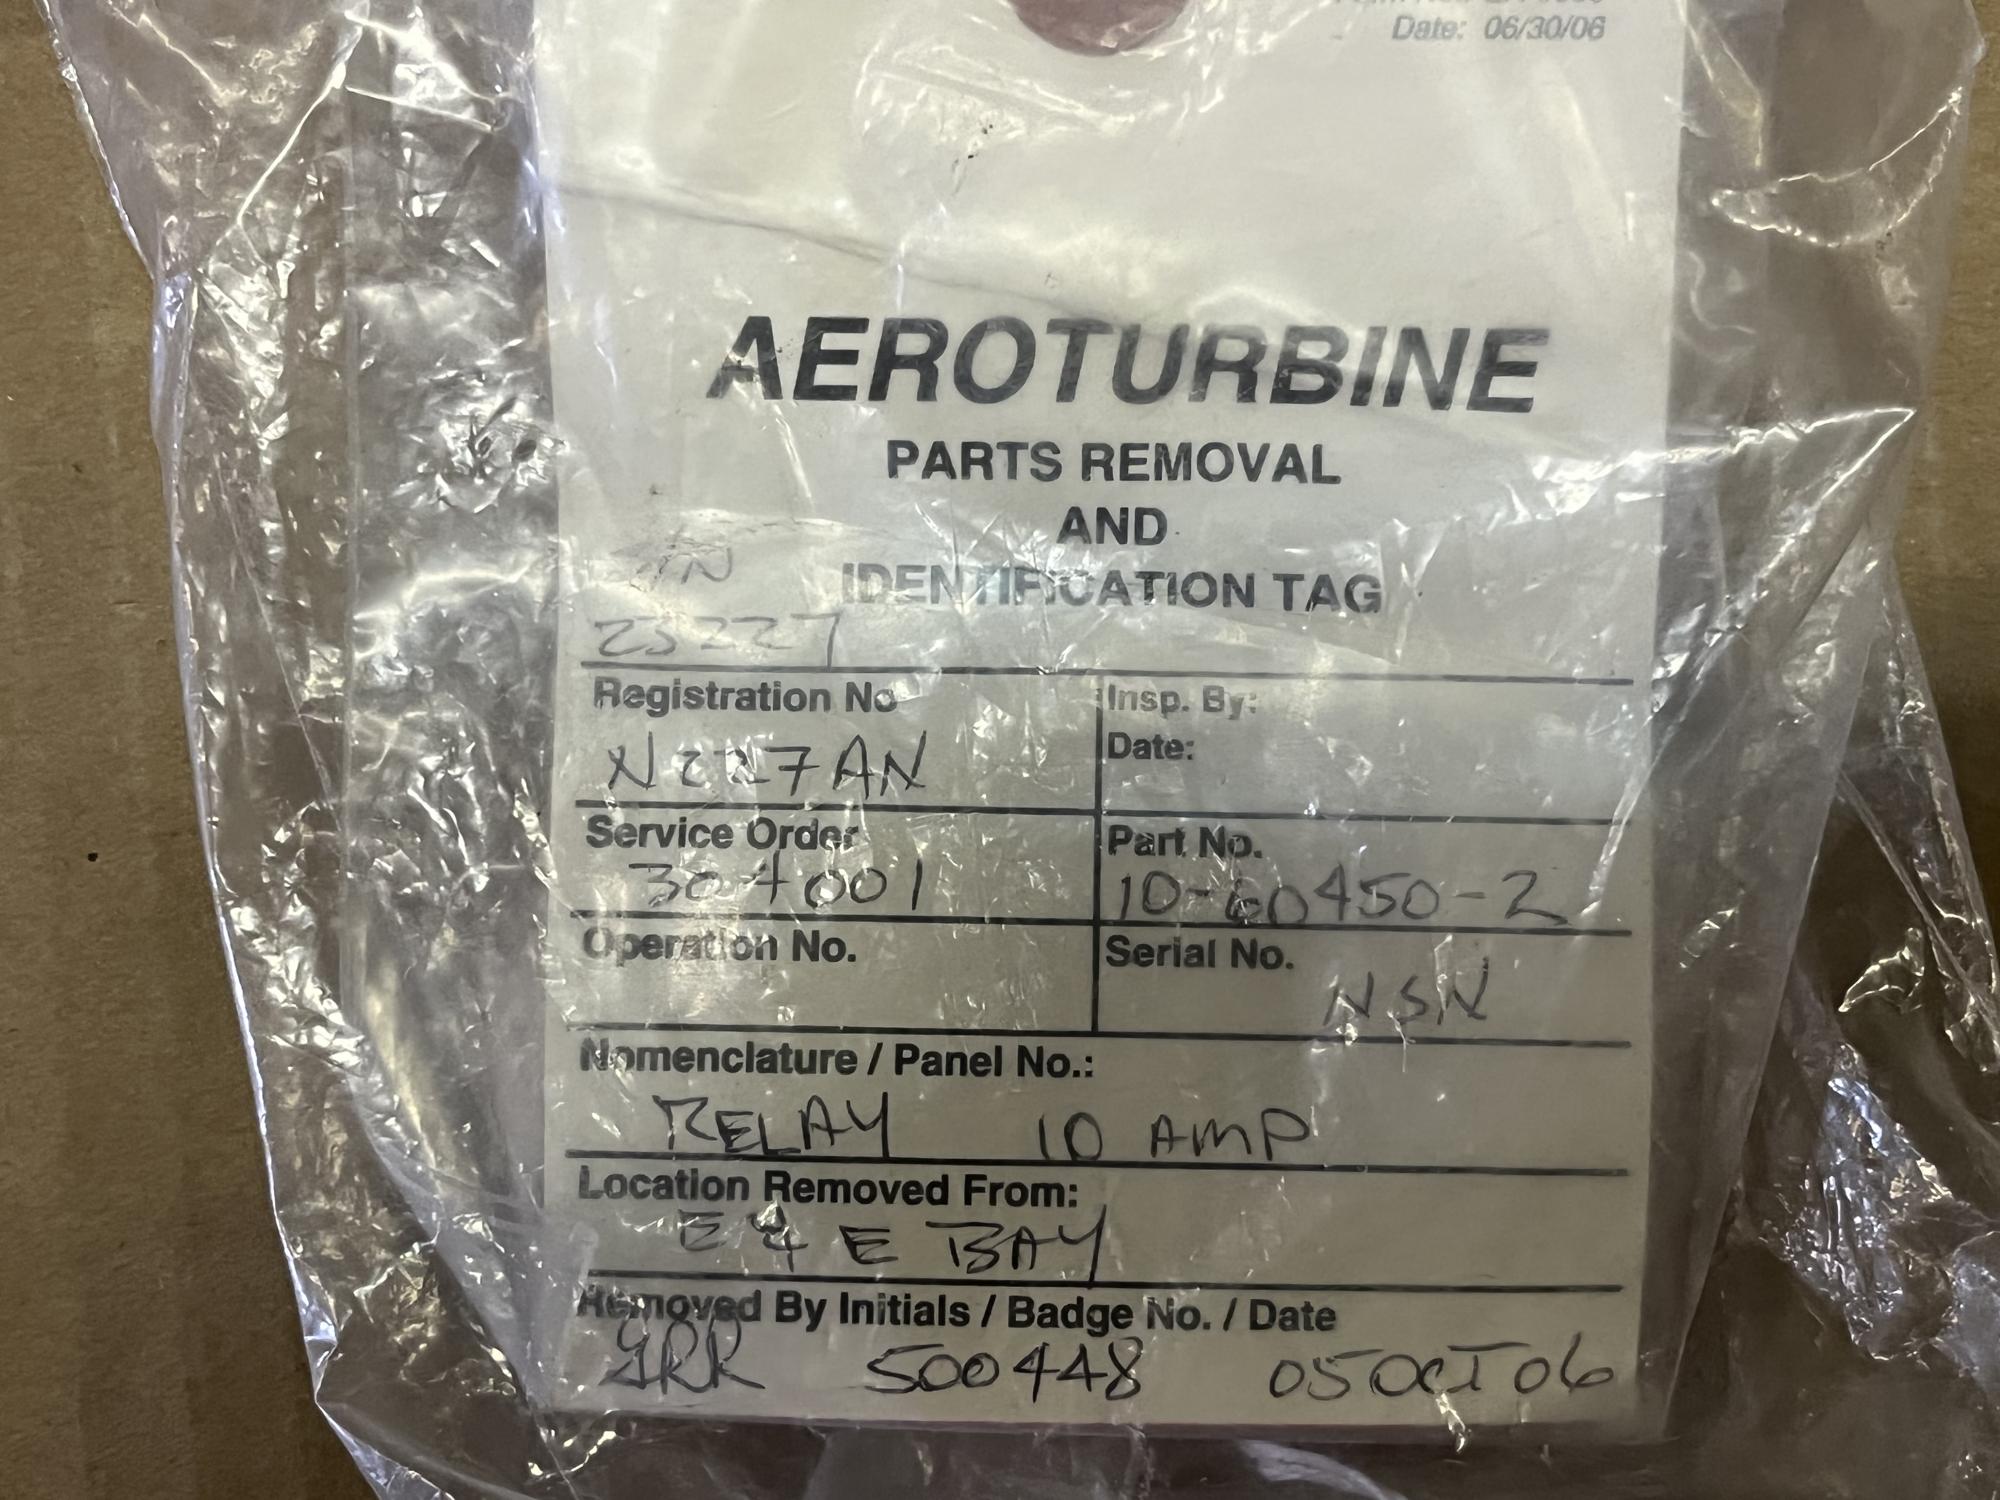 Date: 06/30/06
AEROTURBINE
PARTS REMOVAL
AND
IDENTIFICATION TAG
23227
Registration No
N227AN
Insp. By:
Date:
Service Order
304001
Part No.
10-60450-2
Operation No.
Serial No.
NSN
Nomenclature / Panel No.:
RELAY 10 AMP
Location Removed From:
E & E BAY
Removed By Initials / Badge No. / Date
500448 05OCT06